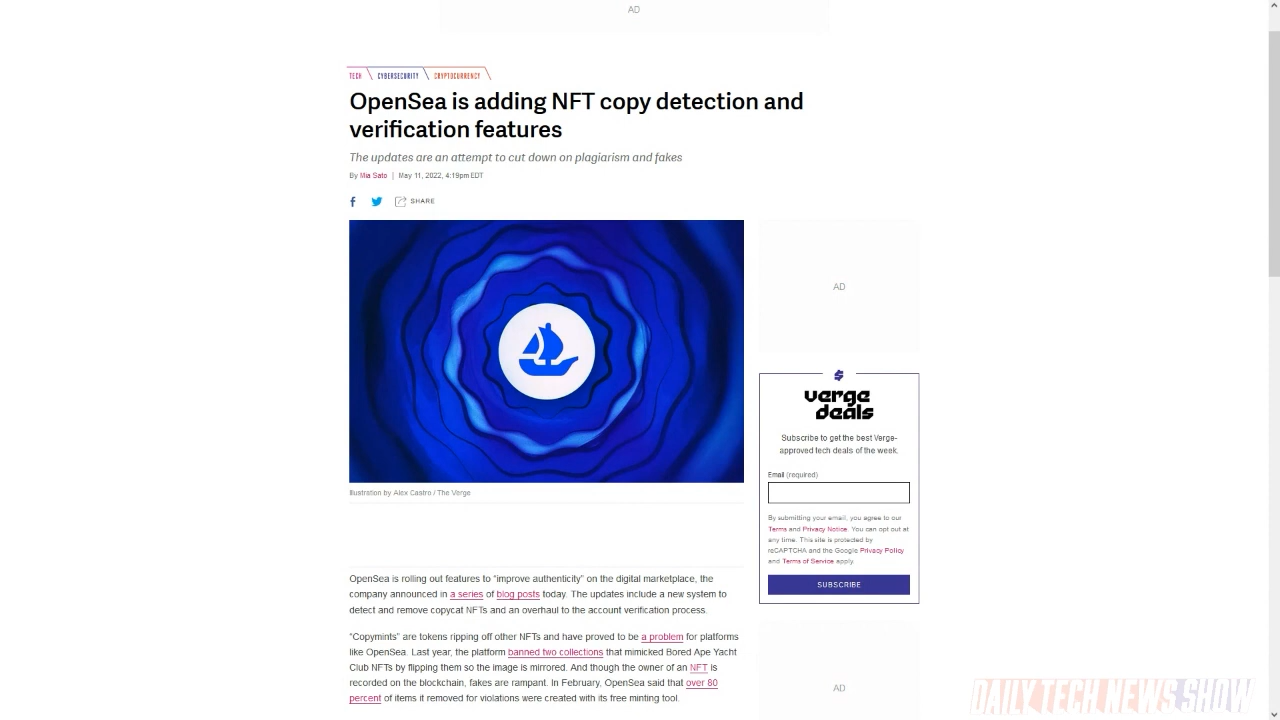 AD
TECH
CYBERSECURITY
CRYPTOCURRENCY
OpenSea is adding NFT copy detection and
verification features
The updates are an attempt to cut down on plagiarism and fakes
By Mia Sato | May 11, 2022, 4:19pm EDT
SHARE
Illustration by Alex Castro / The Verge
OpenSea is rolling out features to “improve authenticity” on the digital marketplace, the
company announced in a series of blog posts today. The updates include a new system to
detect and remove copycat NFTs and an overhaul to the account verification process.
“Copymints” are tokens ripping off other NFTs and have proved to be a problem for platforms
like OpenSea. Last year, the platform banned two collections that mimicked Bored Ape Yacht
Club NFTs by flipping them so the image is mirrored. And though the owner of an NFT is
recorded on the blockchain, fakes are rampant. In February, OpenSea said that over 80
percent of items it removed for violations were created with its free minting tool.
AD
verge
deals
Subscribe to get the best Verge-
approved tech deals of the week.
Email (required)
By submitting your email, you agree to our
Terms and Privacy Notice. You can opt out at
any time. This site is protected by
reCAPTCHA and the Google Privacy Policy
and Terms of Service apply.
SUBSCRIBE
AD
DAILY TECH NEWS SHOW